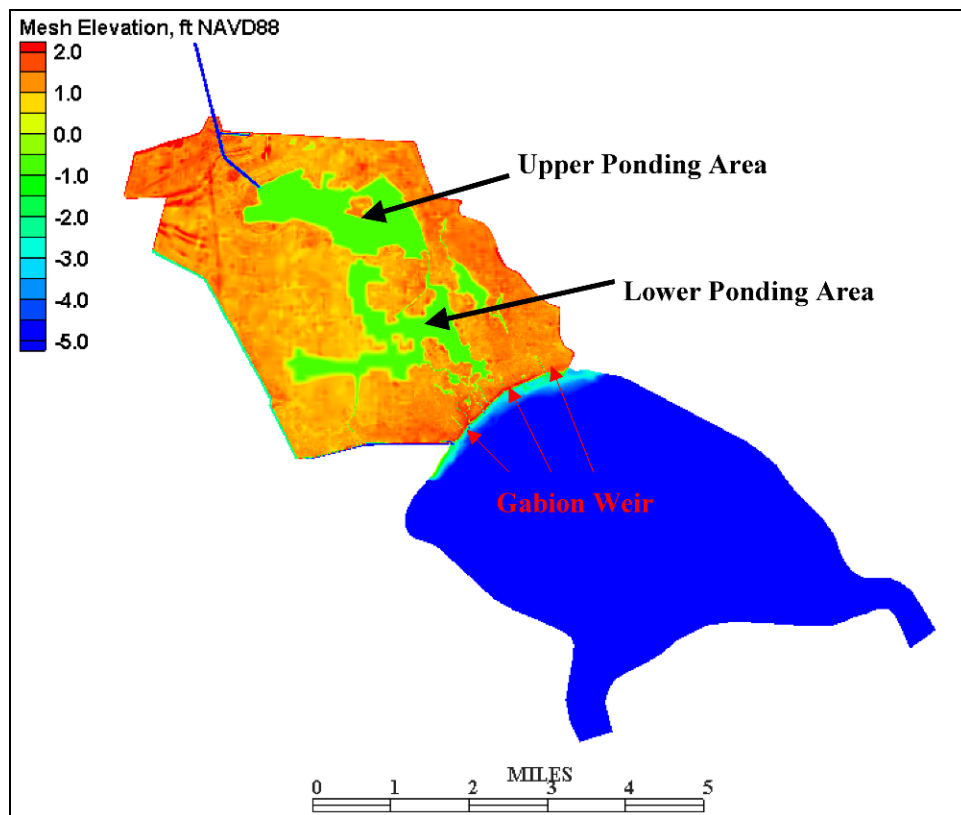 Mesh Elevation, ft NAVD88
2.0
1.0
0.0
-1.0
-2.0
-3.0
-4.0
-5.0
Upper Ponding Area
Lower Ponding Area
Gabion Weir
MILES
0 1 2 3 4 5